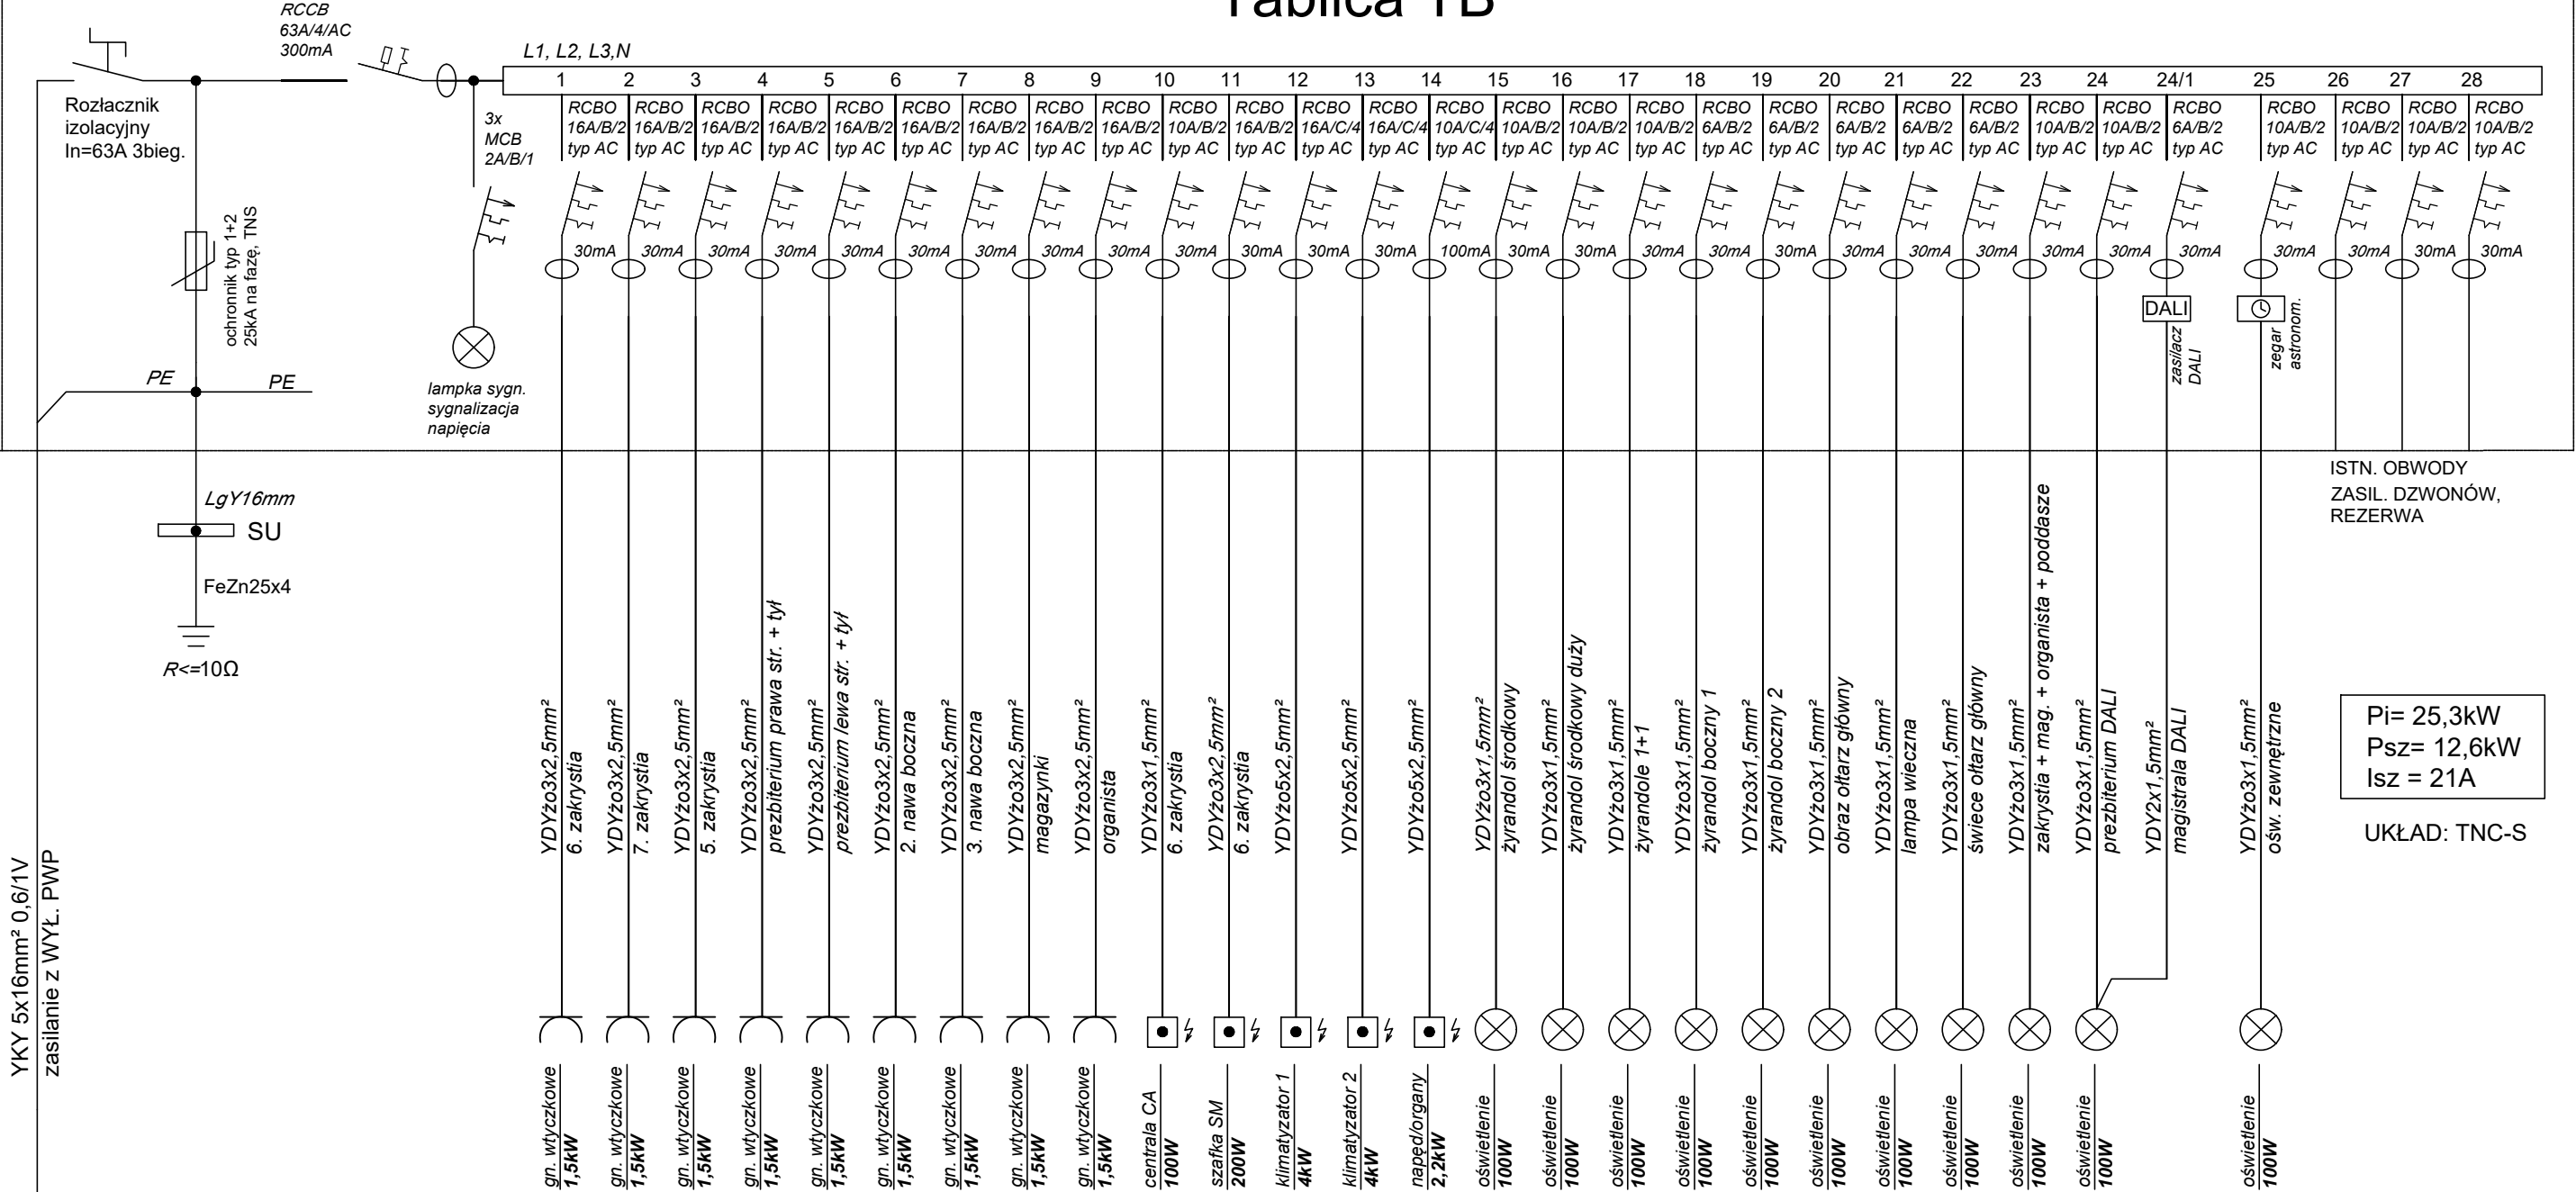 Tablica TB
RCCB
63A/4/AC
300mA
L1, L2, L3,N
1 2 3 4 5 6 7 8 9 10 11 12 13 14 15 16 17 18 19 20 21 22 23 24 24/1 25 26 27 28
Rozłacznik
izolacyjny
In=63A 3bieg.
3x
MCB
2A/B/1
RCBO RCBO RCBO RCBO RCBO RCBO RCBO RCBO RCBO RCBO RCBO RCBO RCBO RCBO RCBO RCBO RCBO RCBO RCBO RCBO RCBO RCBO RCBO RCBO RCBO RCBO RCBO RCBO RCBO
16A/B/2 16A/B/2 16A/B/2 16A/B/2 16A/B/2 16A/B/2 16A/B/2 16A/B/2 16A/B/2 10A/B/2 16A/B/2 16A/C/4 16A/C/4 10A/C/4 10A/B/2 10A/B/2 10A/B/2 6A/B/2 6A/B/2 6A/B/2 6A/B/2 6A/B/2 10A/B/2 10A/B/2 6A/B/2 10A/B/2 10A/B/2 10A/B/2 10A/B/2
typ AC typ AC typ AC typ AC typ AC typ AC typ AC typ AC typ AC typ AC typ AC typ AC typ AC typ AC typ AC typ AC typ AC typ AC typ AC typ AC typ AC typ AC typ AC typ AC typ AC typ AC typ AC typ AC typ AC
30mA 30mA 30mA 30mA 30mA 30mA 30mA 30mA 30mA 30mA 30mA 30mA 30mA 100mA 30mA 30mA 30mA 30mA 30mA 30mA 30mA 30mA 30mA 30mA 30mA 30mA 30mA 30mA 30mA
ochronnik typ 1+2
25kA na fazę, TNS
DALI
zasilacz
DALI
zegar
astronom.
PE
PE
lampka sygn.
sygnalizacja
napięcia
LgY16mm
SU
FeZn25x4
R<=10Ω
ISTN. OBWODY
ZASIL. DZWONÓW,
REZERWA
YKY 5x16mm² 0,6/1V
zasilanie z WYŁ. PWP
YDYżo3x2,5mm²
6. zakrystia
YDYżo3x2,5mm²
7. zakrystia
YDYżo3x2,5mm²
5. zakrystia
YDYżo3x2,5mm²
prezbiterium prawa str. + tył
YDYżo3x2,5mm²
prezbiterium lewa str. + tył
YDYżo3x2,5mm²
2. nawa boczna
YDYżo3x2,5mm²
3. nawa boczna
YDYżo3x2,5mm²
magazynki
YDYżo3x2,5mm²
organista
YDYżo3x1,5mm²
6. zakrystia
YDYżo3x2,5mm²
6. zakrystia
YDYżo5x2,5mm²
YDYżo5x2,5mm²
YDYżo5x2,5mm²
YDYżo3x1,5mm²
żyrandol środkowy
YDYżo3x1,5mm²
żyrandol środkowy duży
YDYżo3x1,5mm²
żyrandole 1+1
YDYżo3x1,5mm²
żyrandol boczny 1
YDYżo3x1,5mm²
żyrandol boczny 2
YDYżo3x1,5mm²
obraz ołtarz główny
YDYżo3x1,5mm²
lampa wieczna
YDYżo3x1,5mm²
świece ołtarz główny
YDYżo3x1,5mm²
zakrystia + mag. + organista + poddasze
YDYżo3x1,5mm²
prezbiterium DALI
YDY2x1,5mm²
magistrala DALI
YDYżo3x1,5mm²
ośw. zewnętrzne
Pi= 25,3kW
Psz= 12,6kW
Isz = 21A
UKŁAD: TNC-S
gn. wtyczkowe
1,5kW
gn. wtyczkowe
1,5kW
gn. wtyczkowe
1,5kW
gn. wtyczkowe
1,5kW
gn. wtyczkowe
1,5kW
gn. wtyczkowe
1,5kW
gn. wtyczkowe
1,5kW
gn. wtyczkowe
1,5kW
gn. wtyczkowe
1,5kW
centrala CA
100W
szafka SM
200W
klimatyzator 1
4kW
klimatyzator 2
4kW
napęd/organy
2,2kW
oświetlenie
100W
oświetlenie
100W
oświetlenie
100W
oświetlenie
100W
oświetlenie
100W
oświetlenie
100W
oświetlenie
100W
oświetlenie
100W
oświetlenie
100W
oświetlenie
100W
oświetlenie
100W